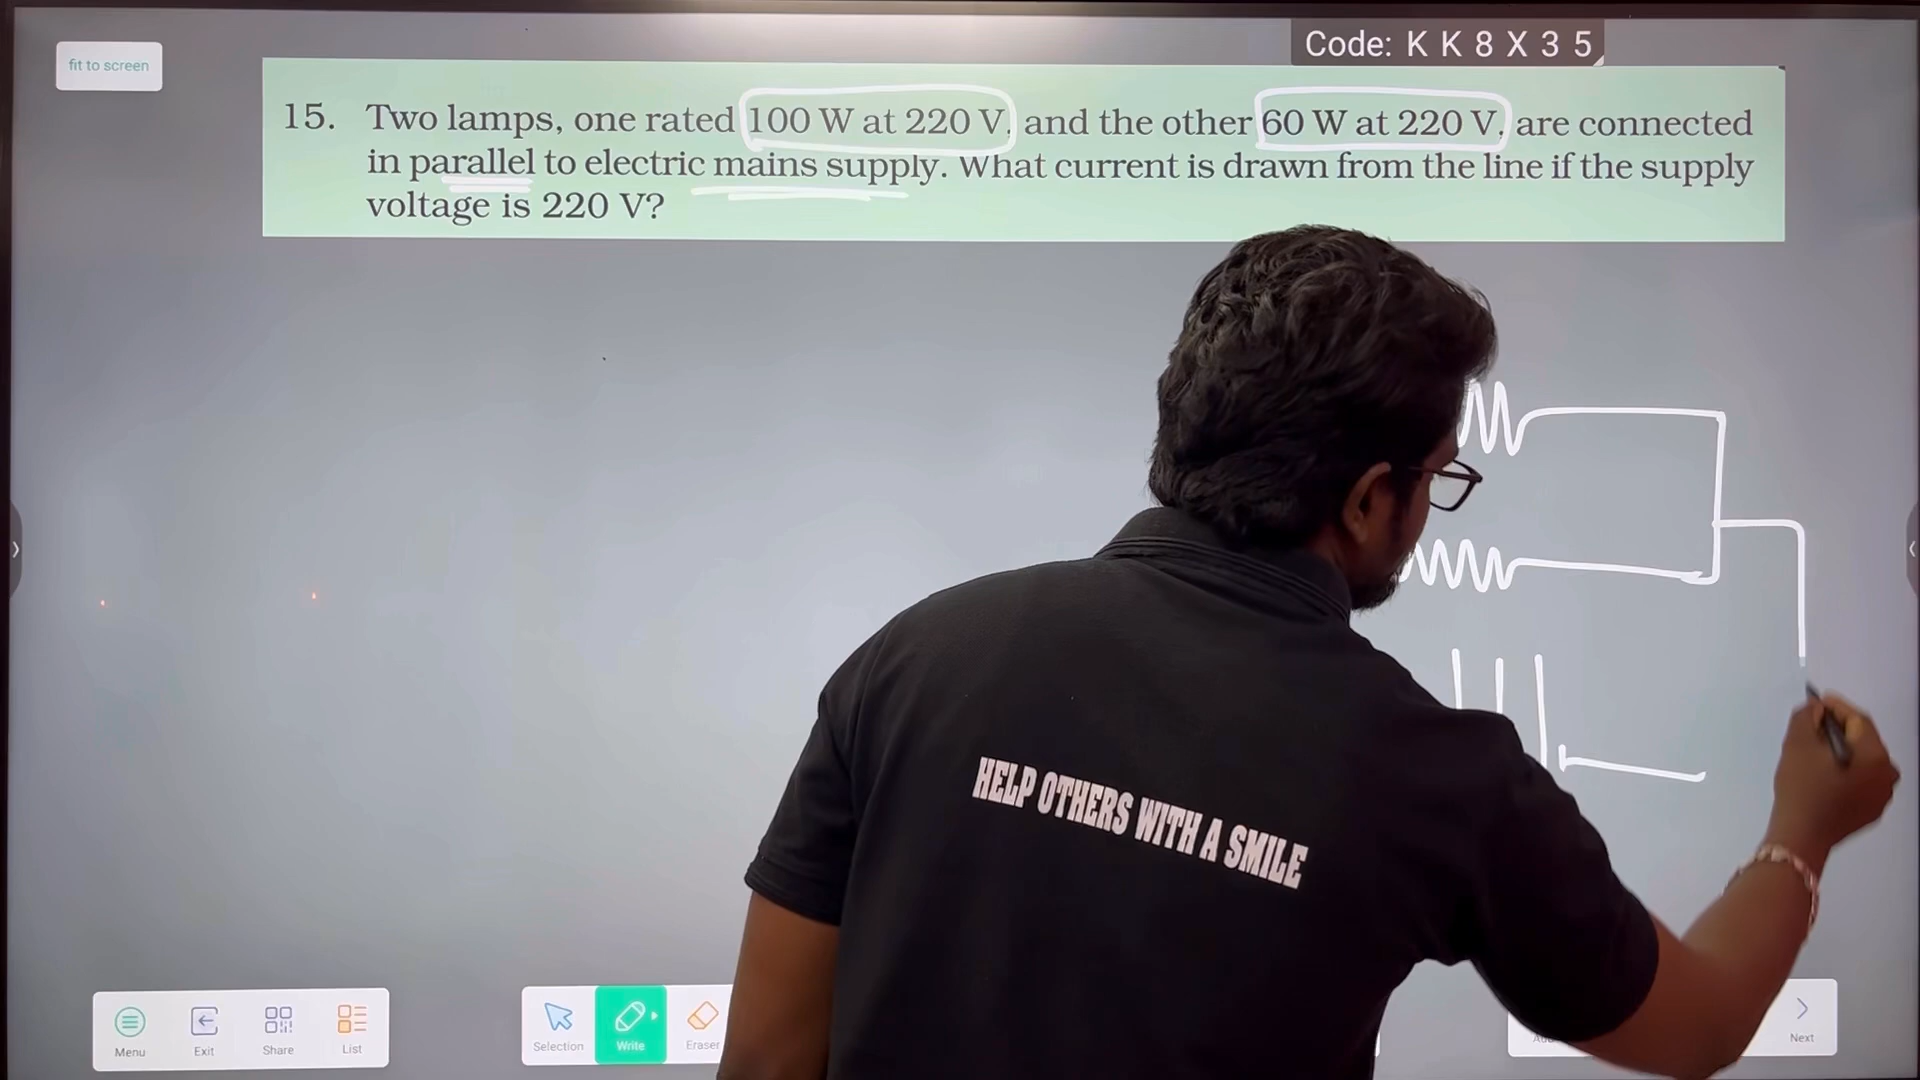 fit to screen
Code: K K 8 X 3 5
15. Two lamps, one rated 100 W at 220 V, and the other 60 W at 220 V, are connected
in parallel to electric mains supply. What current is drawn from the line if the supply
voltage is 220 V?
HELP OTHERS WITH A SMILE
Menu
Exit
Share
List
Selection
Write
Eraser
Next